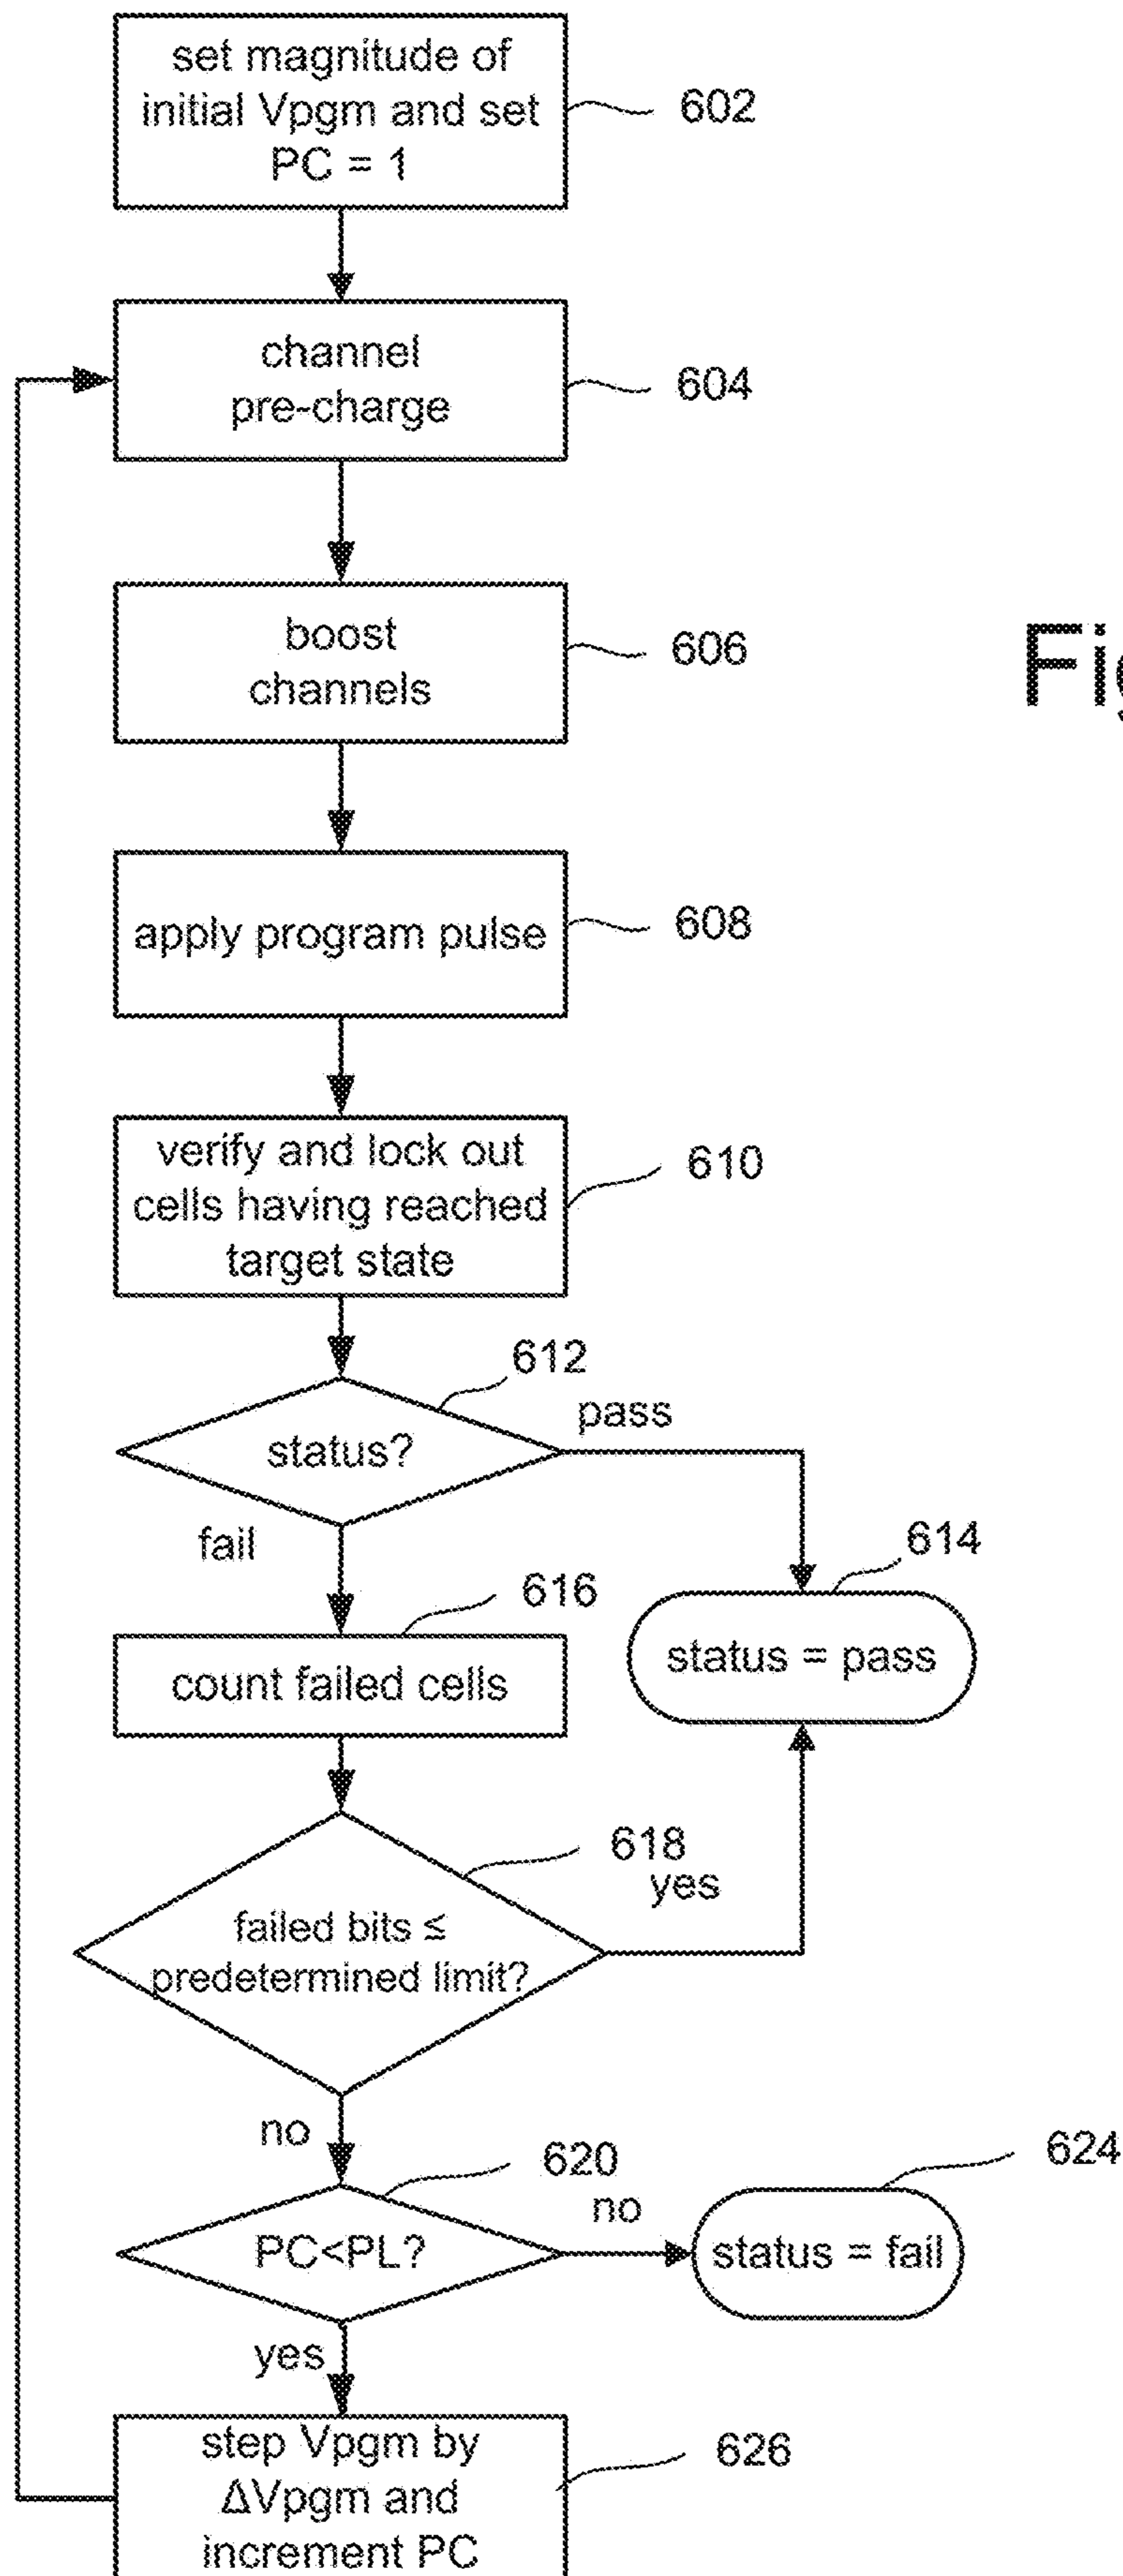 set magnitude of
initial Vpgm and set
PC = 1
602
channel
pre-charge
604
boost
channels
606
Fig
apply program pulse
608
verify and lock out
cells having reached
target state
610
612
status?
pass
fail
614
status = pass
616
count failed cells
618
yes
failed bits ≤
predetermined limit?
no
620
624
no
PC<PL?
status = fail
yes
step Vpgm by
ΔVpgm and
increment PC
626